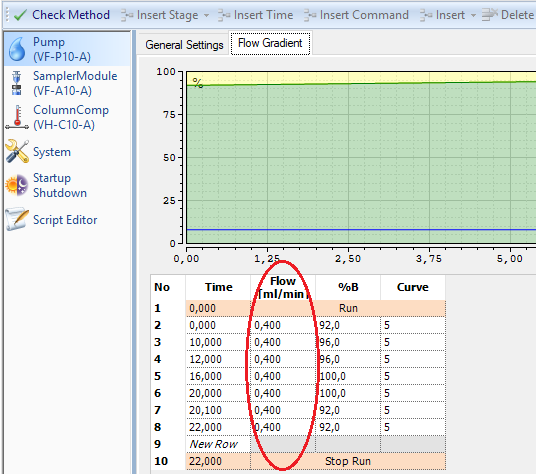 Check Method Insert Stage Insert Time Insert Command Insert Delete
Pump
(VF-P10-A)
SamplerModule
(VF-A10-A)
ColumnComp
(VH-C10-A)
System
Startup
Shutdown
Script Editor
General Settings Flow Gradient
100
%
75
50
25
0
0,00 1,25 2,50 3,75 5,00
No Time Flow [ml/min] %B Curve
1 0,000 Run
2 0,000 0,400 92,0 5
3 10,000 0,400 96,0 5
4 12,000 0,400 96,0 5
5 16,000 0,400 100,0 5
6 20,000 0,400 100,0 5
7 20,100 0,400 92,0 5
8 22,000 0,400 92,0 5
9 New Row
10 22,000 Stop Run